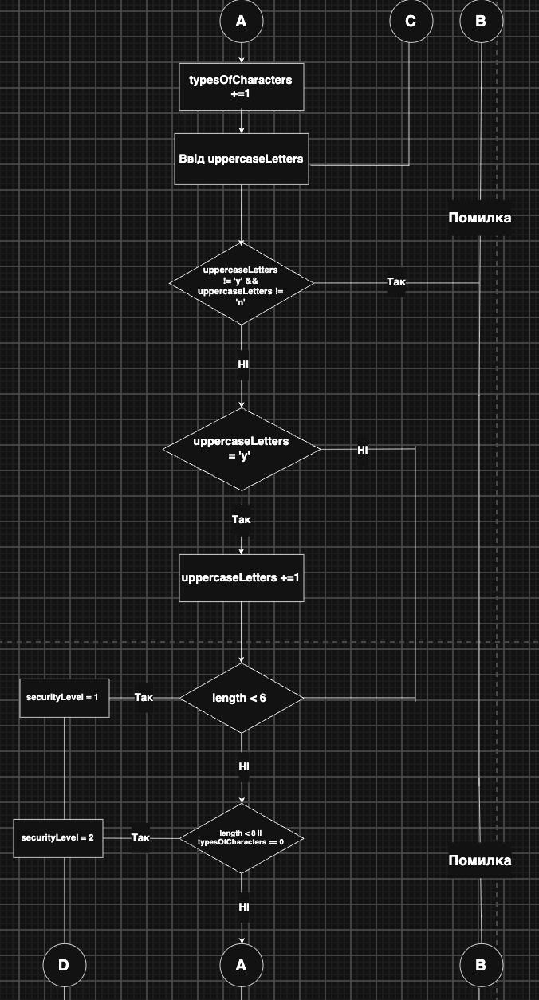 A
C
B
typesOfCharacters
+=1
Ввід uppercaseLetters
Помилка
uppercaseLetters
!= 'y' &&
uppercaseLetters !=
'n'
Так
НІ
uppercaseLetters
= 'y'
НІ
Так
uppercaseLetters +=1
securityLevel = 1
Так
length < 6
НІ
securityLevel = 2
Так
length < 8 ||
typesOfCharacters == 0
Помилка
НІ
D
A
B